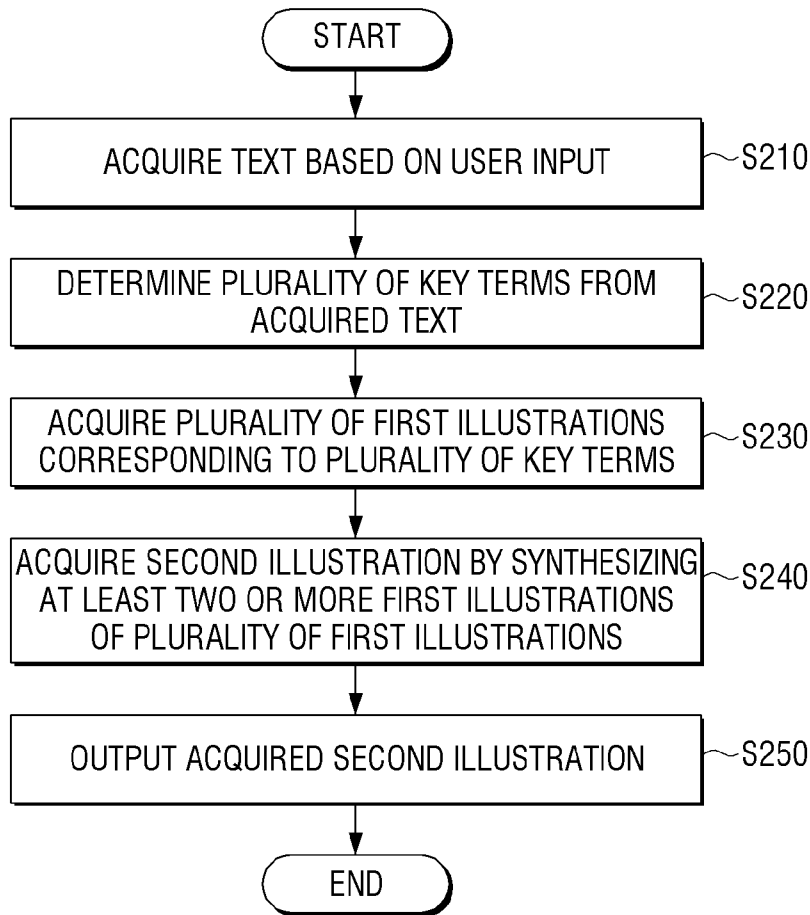 START
ACQUIRE TEXT BASED ON USER INPUT
S210
DETERMINE PLURALITY OF KEY TERMS FROM
ACQUIRED TEXT
S220
ACQUIRE PLURALITY OF FIRST ILLUSTRATIONS
CORRESPONDING TO PLURALITY OF KEY TERMS
S230
ACQUIRE SECOND ILLUSTRATION BY SYNTHESIZING
AT LEAST TWO OR MORE FIRST ILLUSTRATIONS
OF PLURALITY OF FIRST ILLUSTRATIONS
S240
OUTPUT ACQUIRED SECOND ILLUSTRATION
S250
END